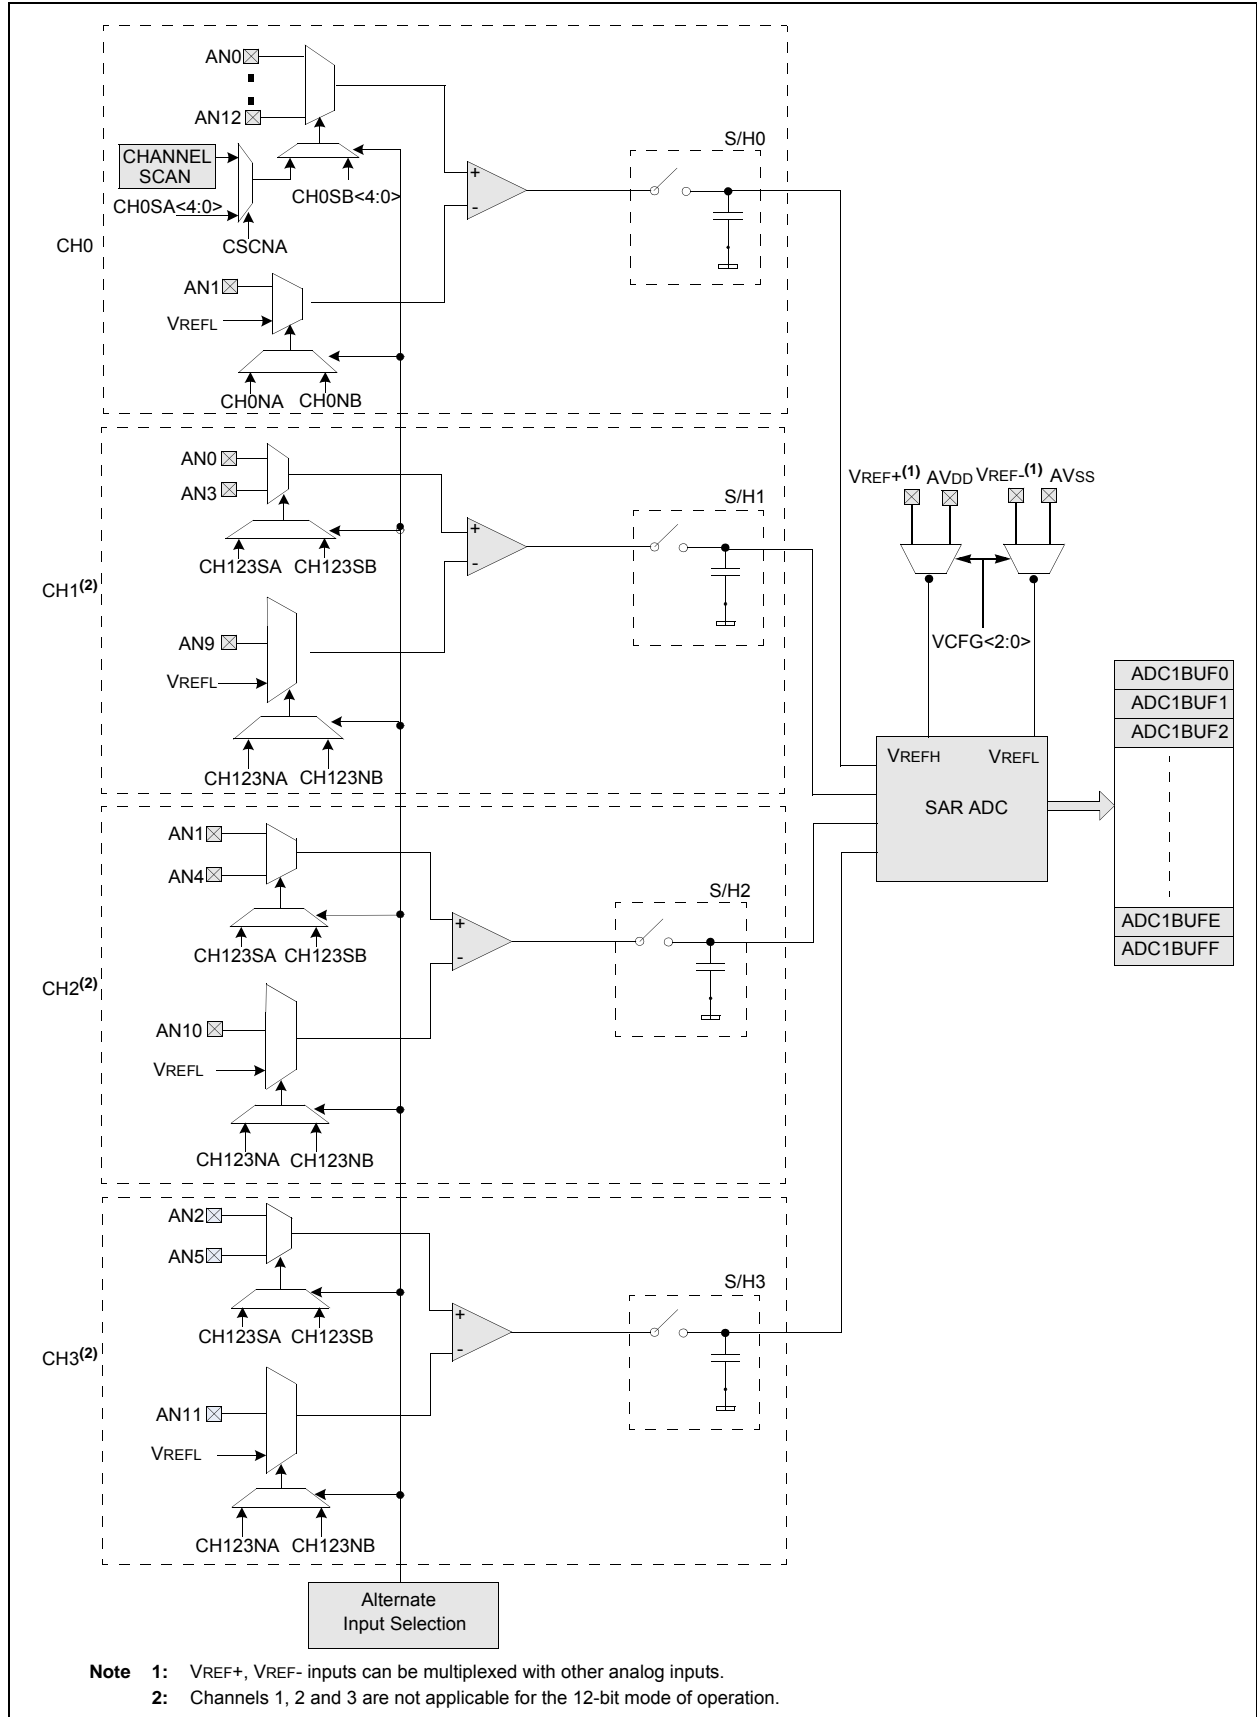 AN0
AN12
CHANNEL
SCAN
CH0SA<4:0>
CH0SB<4:0>
CSCNA
CH0
+
-
S/H0
AN1
VREFL
CH0NA
CH0NB
AN0
AN3
CH123SA
CH123SB
CH1(2)
+
-
S/H1
AN9
VREFL
CH123NA
CH123NB
VREF+(1)
AVDD
VREF-(1)
AVSS
VCFG<2:0>
VREFH
VREFL
SAR ADC
ADC1BUF0
ADC1BUF1
ADC1BUF2
ADC1BUFE
ADC1BUFF
AN1
AN4
CH123SA
CH123SB
CH2(2)
+
-
S/H2
AN10
VREFL
CH123NA
CH123NB
AN2
AN5
CH123SA
CH123SB
CH3(2)
+
-
S/H3
AN11
VREFL
CH123NA
CH123NB
Alternate
Input Selection
Note 1: VREF+, VREF- inputs can be multiplexed with other analog inputs.
2: Channels 1, 2 and 3 are not applicable for the 12-bit mode of operation.